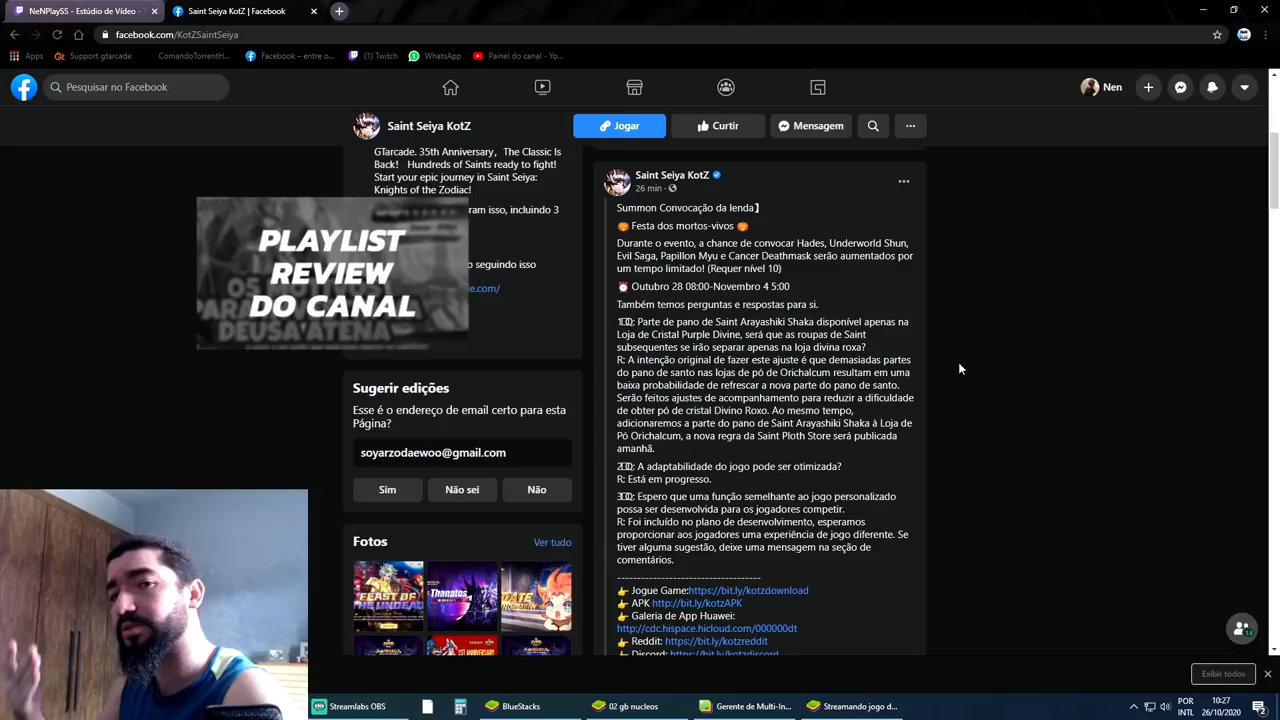 NeNPlaySS - Estúdio de Vídeo -
Saint Seiya KotZ | Facebook
facebook.com/KotZSaintSeiya
Apps
Support gtarcade
ComandoTorrentH...
Facebook – entre o...
(1) Twitch
WhatsApp
Painel do canal - Yo...
Pesquisar no Facebook
Nen
Saint Seiya KotZ
Jogar
Curtir
Mensagem
GTarcade. 35th Anniversary，The Classic Is
Back! Hundreds of Saints ready to fight!
Start your epic journey in Saint Seiya:
Knights of the Zodiac!
ram isso, incluindo 3
o seguindo isso
e.com/
PLAYLIST
REVIEW
DO CANAL
DEUSA ATENA
Sugerir edições
Esse é o endereço de email certo para esta
Página?
soyarzodaewoo@gmail.com
Sim
Não sei
Não
Fotos
Ver tudo
FEAST OF
Thanatos
Saint Seiya KotZ
26 min ·
Summon Convocação da lenda】
Festa dos mortos-vivos
Durante o evento, a chance de convocar Hades, Underworld Shun,
Evil Saga, Papillon Myu e Cancer Deathmask serão aumentados por
um tempo limitado! (Requer nível 10)
Outubro 28 08:00-Novembro 4 5:00
Também temos perguntas e respostas para si.
1Q: Parte de pano de Saint Arayashiki Shaka disponível apenas na
Loja de Cristal Purple Divine, será que as roupas de Saint
subsequentes se irão separar apenas na loja divina roxa?
R: A intenção original de fazer este ajuste é que demasiadas partes
do pano de santo nas lojas de pó de Orichalcum resultam em uma
baixa probabilidade de refrescar a nova parte do pano de santo.
Serão feitos ajustes de acompanhamento para reduzir a dificuldade
de obter pó de cristal Divino Roxo. Ao mesmo tempo,
adicionaremos a parte do pano de Saint Arayashiki Shaka à Loja de
Pó Orichalcum, a nova regra da Saint Ploth Store será publicada
amanhã.
2Q: A adaptabilidade do jogo pode ser otimizada?
R: Está em progresso.
3Q: Espero que uma função semelhante ao jogo personalizado
possa ser desenvolvida para os jogadores competir.
R: Foi incluído no plano de desenvolvimento, esperamos
proporcionar aos jogadores uma experiência de jogo diferente. Se
tiver alguma sugestão, deixe uma mensagem na seção de
comentários.
------------------------------------
Jogue Game:https://bit.ly/kotzdownload
APK http://bit.ly/kotzAPK
Galeria de App Huawei:
http://cdc.hispace.hicloud.com/000000dt
Reddit: https://bit.ly/kotzreddit
Discord: https://bit.ly/kotzdiscord
14
Exibir todos
Streamlabs OBS
BlueStacks
02 gb nucleos
Gerente de Multi-In...
Streamando jogo d...
POR
INTL
10:27
26/10/2020
2